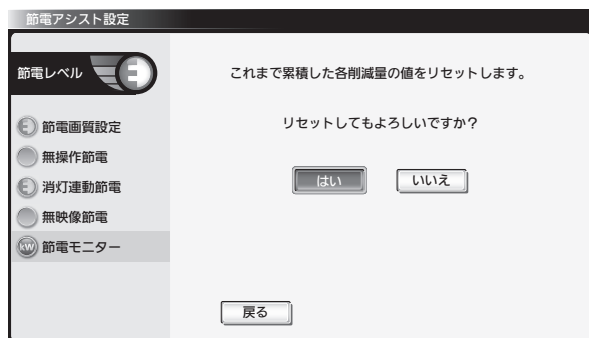 節電アシスト設定
節電レベル
節電画質設定
無操作節電
消灯連動節電
無映像節電
kW 節電モニター
これまで累積した各削減量の値をリセットします。
リセットしてもよろしいですか?
はい いいえ
戻る